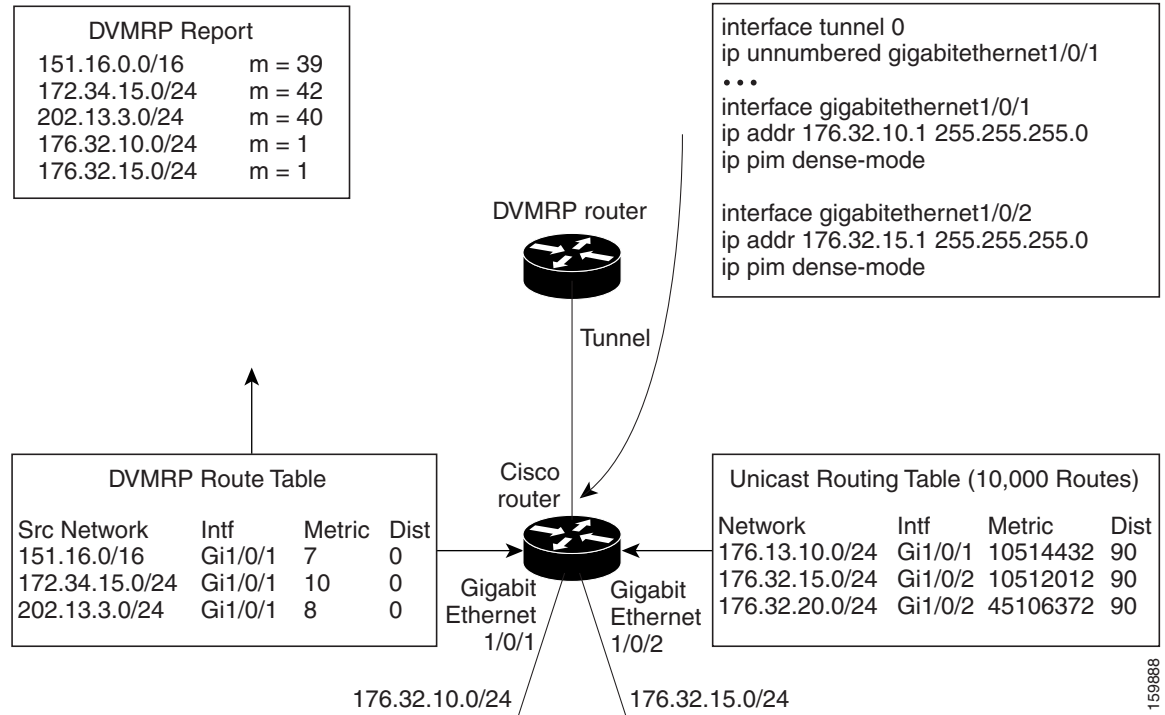 DVMRP Report
151.16.0.0/16 m = 39
172.34.15.0/24 m = 42
202.13.3.0/24 m = 40
176.32.10.0/24 m = 1
176.32.15.0/24 m = 1
interface tunnel 0
ip unnumbered gigabitethernet1/0/1
• • •
interface gigabitethernet1/0/1
ip addr 176.32.10.1 255.255.255.0
ip pim dense-mode
interface gigabitethernet1/0/2
ip addr 176.32.15.1 255.255.255.0
ip pim dense-mode
DVMRP router
Tunnel
Cisco
router
DVMRP Route Table
Src Network Intf Metric Dist
151.16.0/16 Gi1/0/1 7 0
172.34.15.0/24 Gi1/0/1 10 0
202.13.3.0/24 Gi1/0/1 8 0
Unicast Routing Table (10,000 Routes)
Network Intf Metric Dist
176.13.10.0/24 Gi1/0/1 10514432 90
176.32.15.0/24 Gi1/0/2 10512012 90
176.32.20.0/24 Gi1/0/2 45106372 90
Gigabit
Ethernet
1/0/1
Gigabit
Ethernet
1/0/2
176.32.10.0/24
176.32.15.0/24
159888